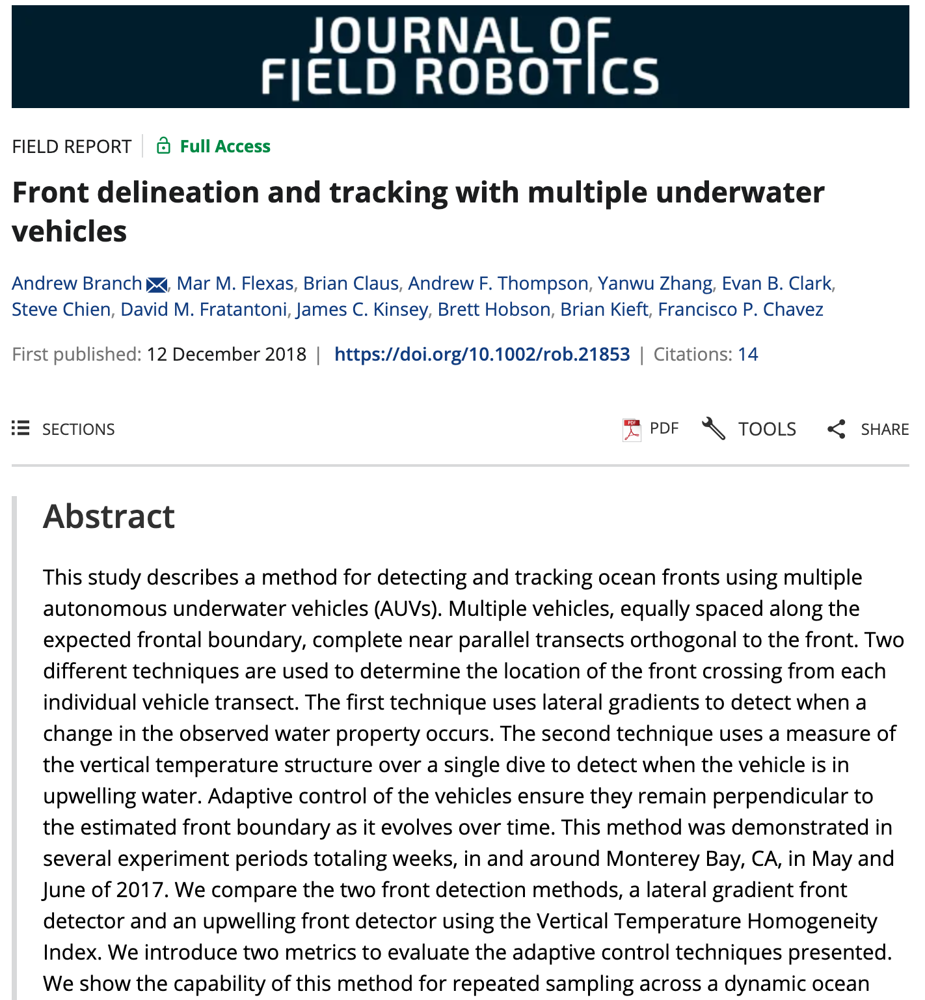 JOURNAL OF
FIELD ROBOTICS
FIELD REPORT Full Access
Front delineation and tracking with multiple underwater
vehicles
Andrew Branch, Mar M. Flexas, Brian Claus, Andrew F. Thompson, Yanwu Zhang, Evan B. Clark,
Steve Chien, David M. Fratantoni, James C. Kinsey, Brett Hobson, Brian Kieft, Francisco P. Chavez
First published: 12 December 2018 | https://doi.org/10.1002/rob.21853 | Citations: 14
SECTIONS PDF PDF TOOLS SHARE
Abstract
This study describes a method for detecting and tracking ocean fronts using multiple
autonomous underwater vehicles (AUVs). Multiple vehicles, equally spaced along the
expected frontal boundary, complete near parallel transects orthogonal to the front. Two
different techniques are used to determine the location of the front crossing from each
individual vehicle transect. The first technique uses lateral gradients to detect when a
change in the observed water property occurs. The second technique uses a measure of
the vertical temperature structure over a single dive to detect when the vehicle is in
upwelling water. Adaptive control of the vehicles ensure they remain perpendicular to
the estimated front boundary as it evolves over time. This method was demonstrated in
several experiment periods totaling weeks, in and around Monterey Bay, CA, in May and
June of 2017. We compare the two front detection methods, a lateral gradient front
detector and an upwelling front detector using the Vertical Temperature Homogeneity
Index. We introduce two metrics to evaluate the adaptive control techniques presented.
We show the capability of this method for repeated sampling across a dynamic ocean